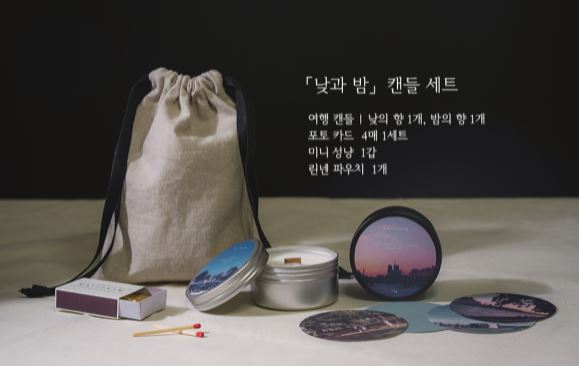 「낮과 밤」 캔들 세트
여행 캔들 | 낮의 향 1개, 밤의 향 1개
포토 카드 4매 1세트
미니 성냥 1갑
린넨 파우치 1개